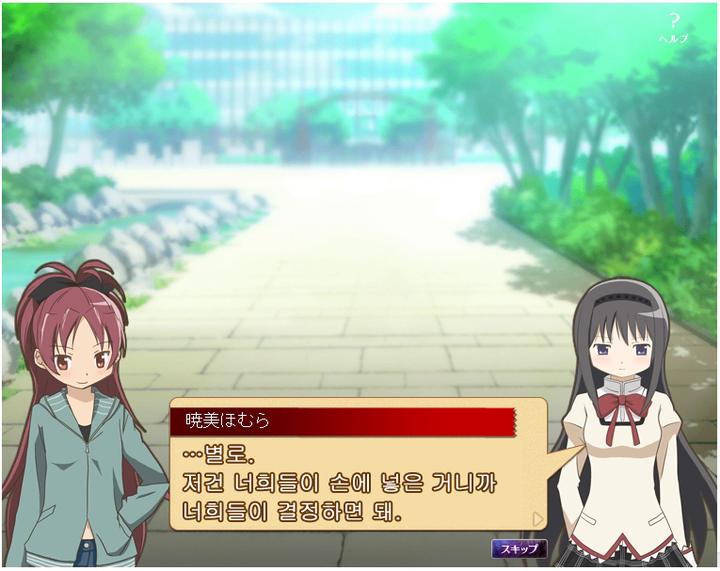 ?
ヘルプ
暁美ほむら
…별로.
저건 너희들이 손에 넣은 거니까
너희들이 결정하면 돼.
スキップ